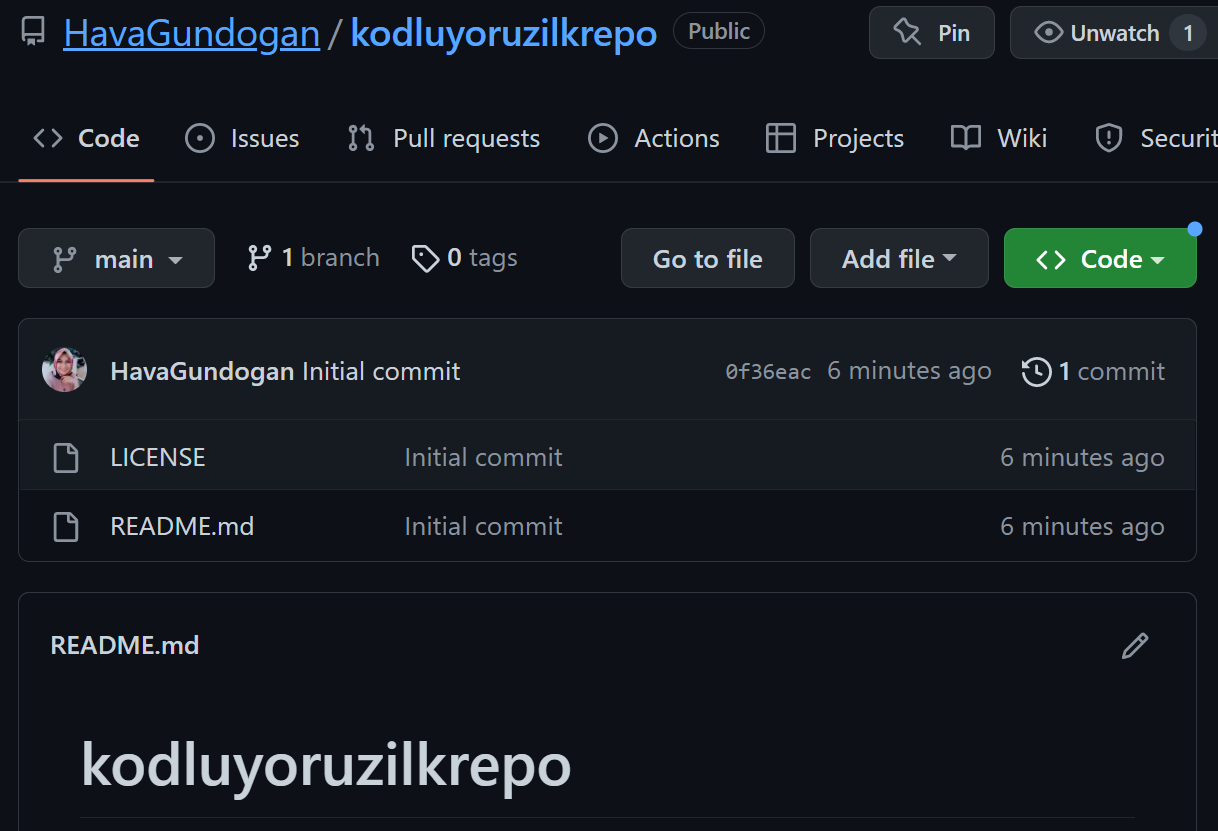 HavaGundogan / kodluyoruzilkrepo Public Pin Unwatch 1
Code Issues Pull requests Actions Projects Wiki Securit
main 1 branch 0 tags Go to file Add file Code
HavaGundogan Initial commit 0f36eac 6 minutes ago 1 commit
LICENSE Initial commit 6 minutes ago
README.md Initial commit 6 minutes ago
README.md
kodluyoruzilkrepo